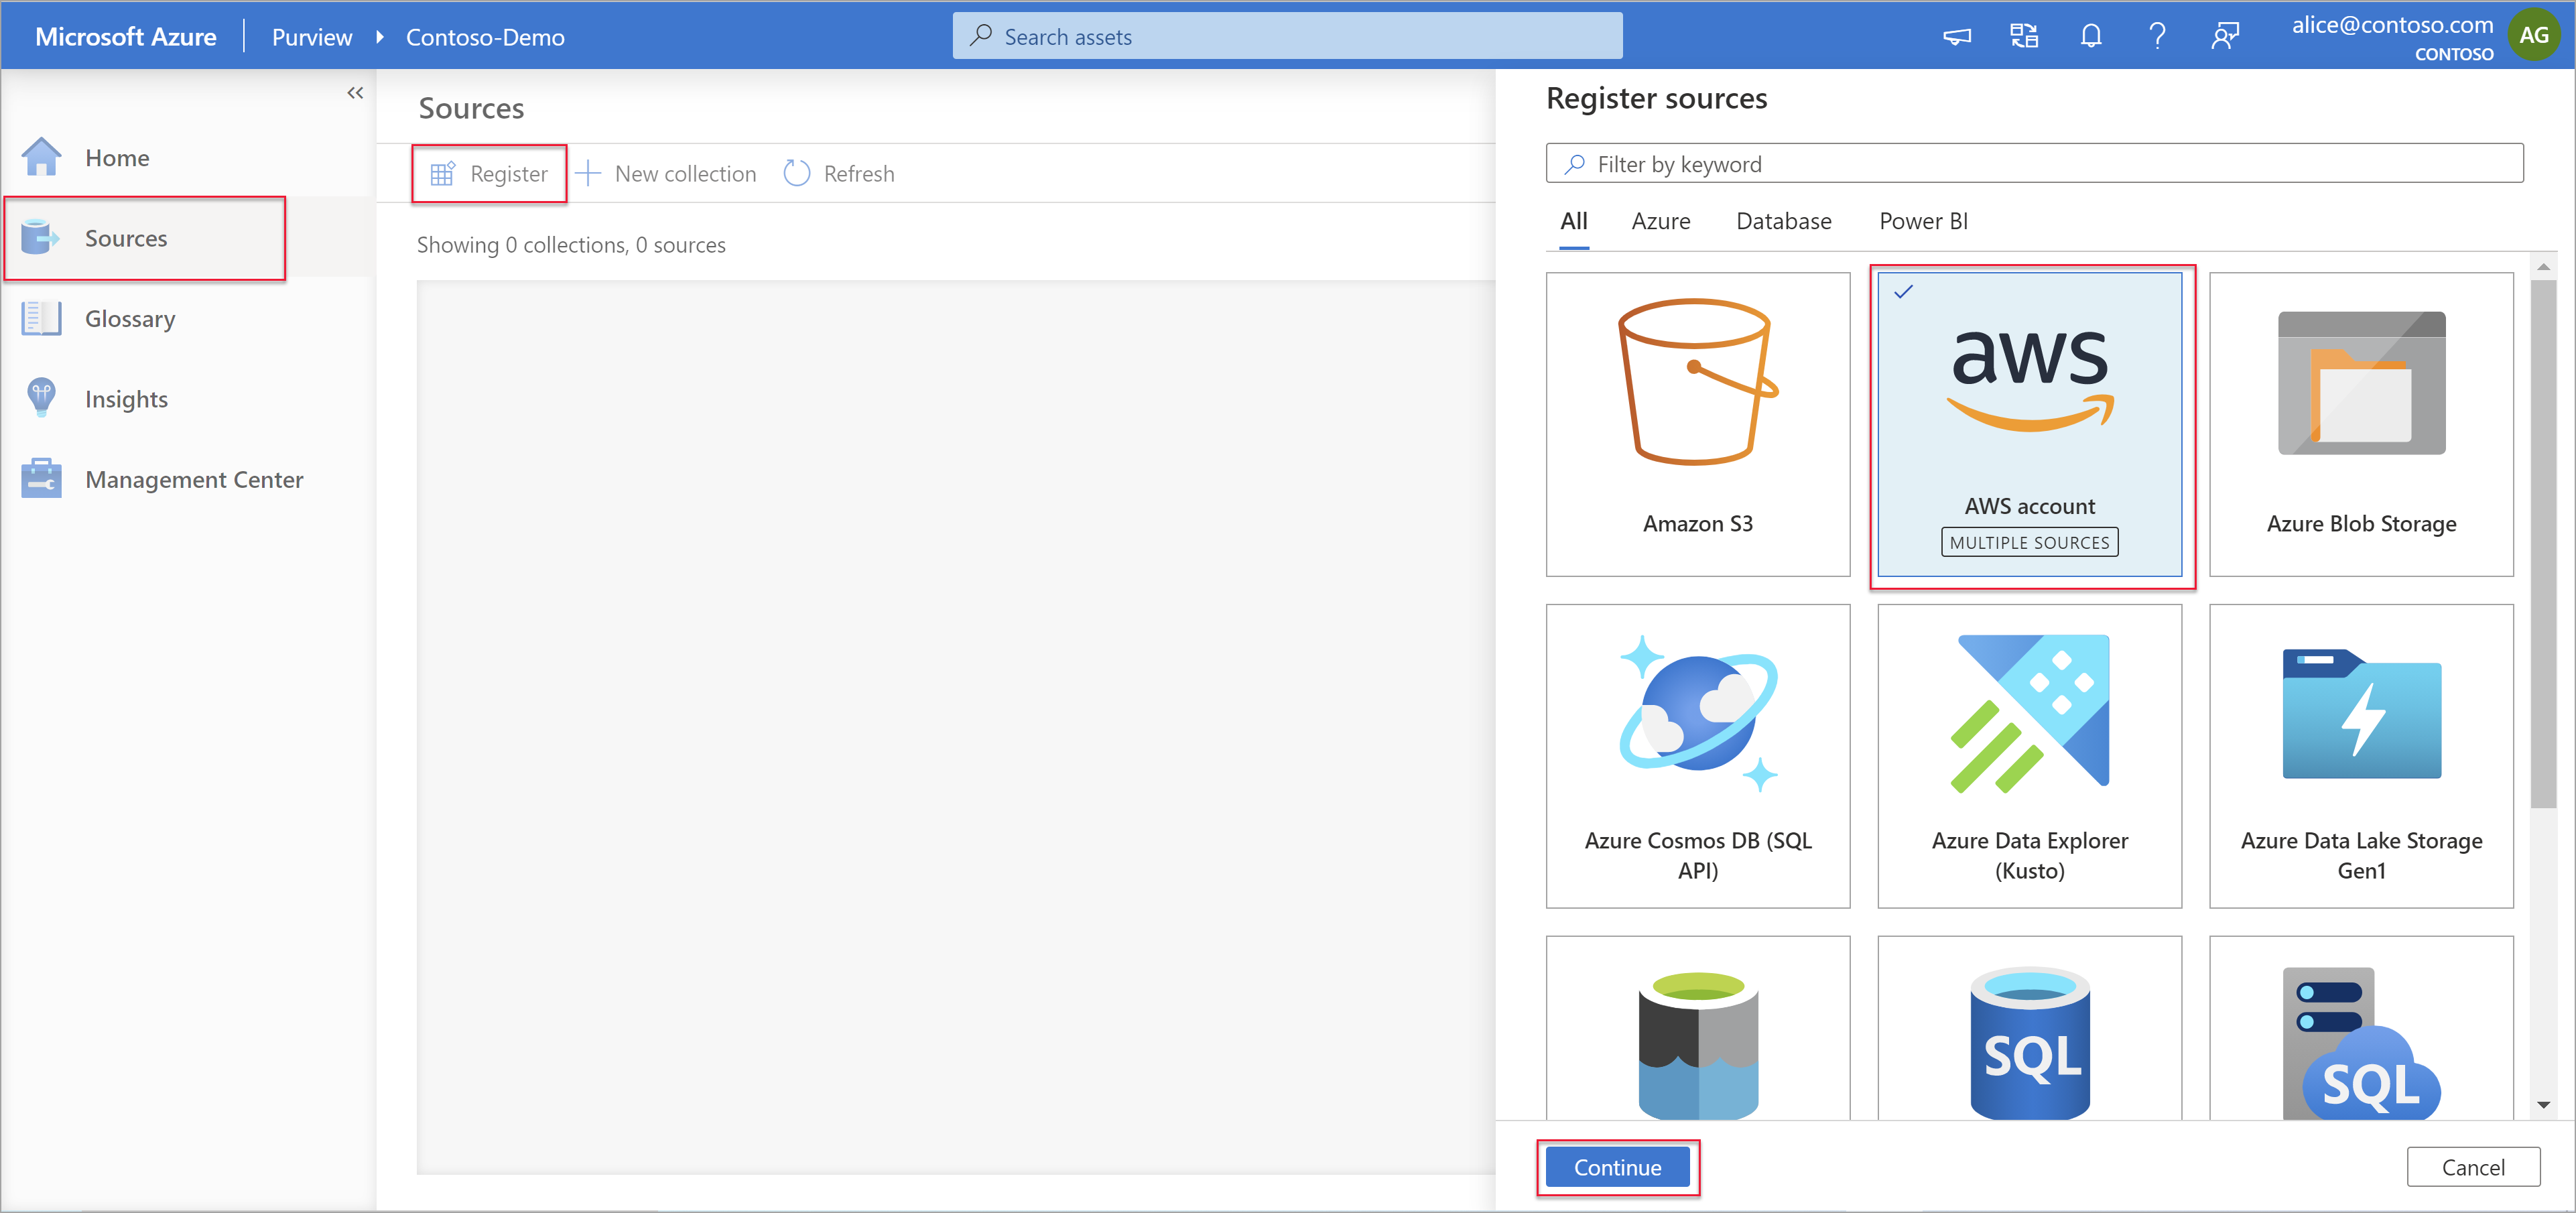 Microsoft Azure
Purview
Contoso-Demo
Search assets
alice@contoso.com
CONTOSO
AG
Home
Sources
Glossary
Insights
Management Center
Sources
Register
New collection
Refresh
Showing 0 collections, 0 sources
Register sources
Filter by keyword
All
Azure
Database
Power BI
Amazon S3
aws
AWS account
MULTIPLE SOURCES
Azure Blob Storage
Azure Cosmos DB (SQL
API)
Azure Data Explorer
(Kusto)
Azure Data Lake Storage
Gen1
SQL
SQL
Continue
Cancel